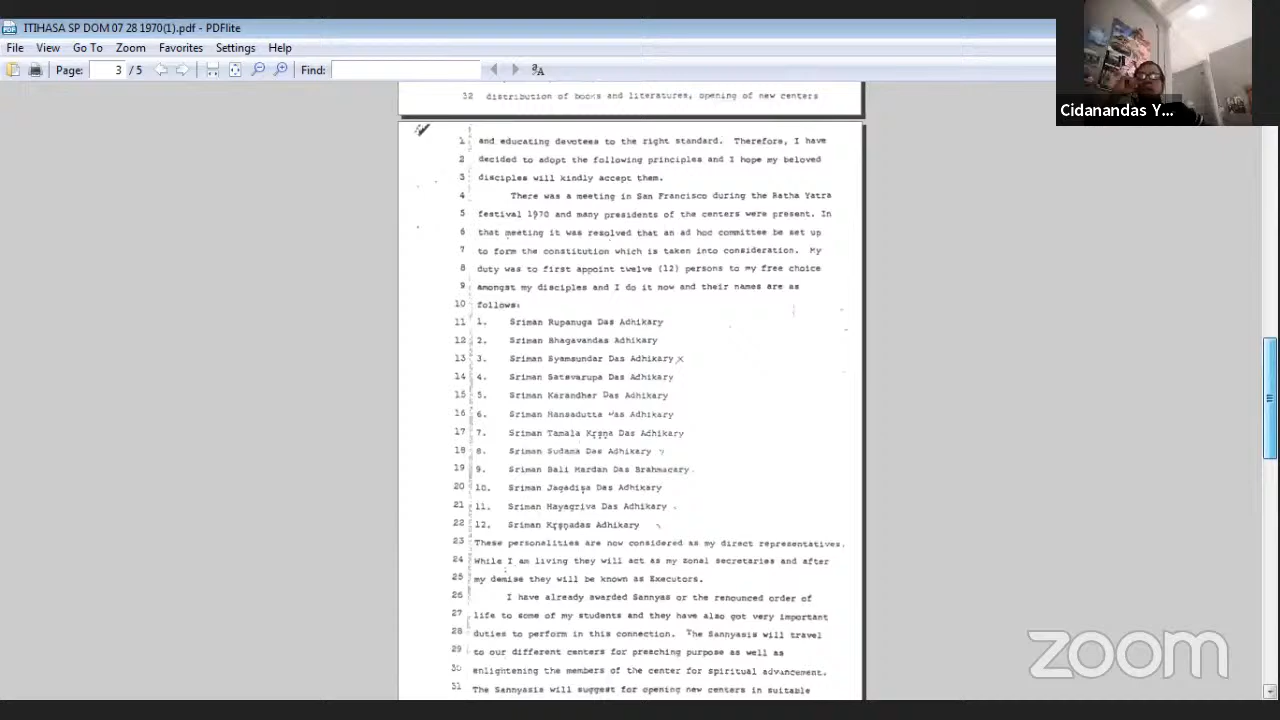 ITIHASA SP DOM 07 28 1970(1).pdf - PDFlite
File View Go To Zoom Favorites Settings Help
Page: 3 / 5 Find:
Cidanandas Y...
32 distribution of books and literatures, opening of new centers
1 and educating devotees to the right standard. Therefore, I have
2 decided to adopt the following principles and I hope my beloved
3 disciples will kindly accept them.
4 There was a meeting in San Francisco during the Ratha Yatra
5 festival 1970 and many presidents of the centers were present. In
6 that meeting it was resolved that an ad hoc committee be set up
7 to form the constitution which is taken into consideration. My
8 duty was to first appoint twelve (12) persons to my free choice
9 amongst my disciples and I do it now and their names are as
10 follows:
11 1. Sriman Rupanuga Das Adhikary
12 2. Sriman Bhagavandas Adhikary
13 3. Sriman Syamsundar Das Adhikary
14 4. Sriman Satsvarupa Das Adhikary
15 5. Sriman Karandhar Das Adhikary
16 6. Sriman Hansadutta Das Adhikary
17 7. Sriman Tamala Krsna Das Adhikary
18 8. Sriman Sudama Das Adhikary
19 9. Sriman Bali Mardan Das Brahmacary
20 10. Sriman Jagadisa Das Adhikary
21 11. Sriman Hayagriva Das Adhikary
22 12. Sriman Krṣṇadas Adhikary
23 These personalities are now considered as my direct representatives.
24 While I am living they will act as my zonal secretaries and after
25 my demise they will be known as Executors.
26 I have already awarded Sannyas or the renounced order of
27 life to some of my students and they have also got very important
28 duties to perform in this connection. The Sannyasis will travel
29 to our different centers for preaching purpose as well as
30 enlightening the members of the center for spiritual advancement.
31 The Sannyasis will suggest for opening new centers in suitable
zoom